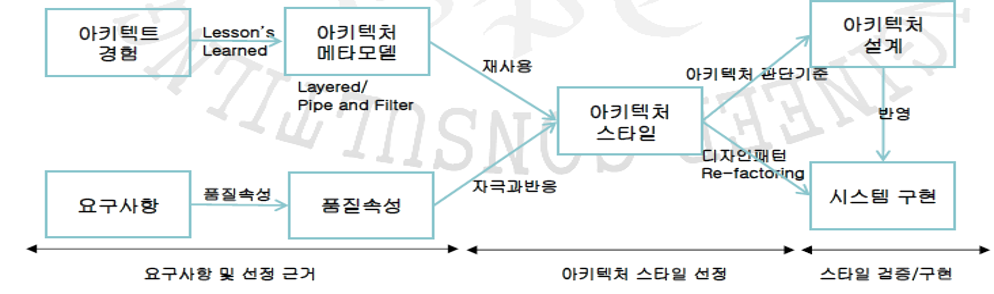 아키텍트
경험
Lesson's
Learned
아키텍처
메타모델
Layered/
Pipe and Filter
재사용
아키텍처
스타일
아키텍처 판단기준
아키텍처
설계
반영
디자인패턴
Re-factoring
요구사항
품질속성
품질속성
자극과반응
시스템 구현
요구사항 및 선정 근거
아키텍처 스타일 선정
스타일 검증/구현